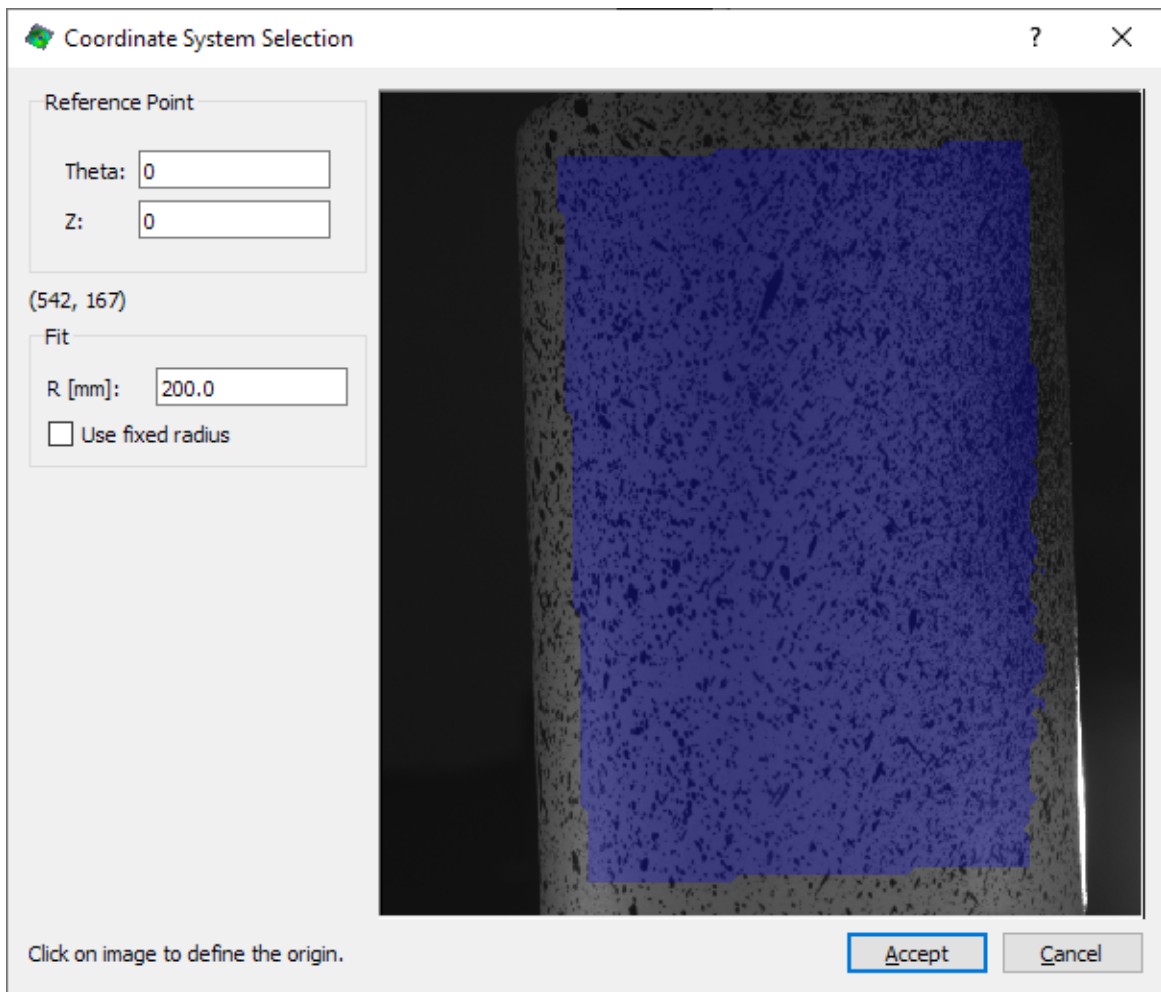 Coordinate System Selection
?
Reference Point
Theta: 0
Z: 0
(542, 167)
Fit
R [mm]: 200.0
Use fixed radius
Click on image to define the origin.
Accept
Cancel